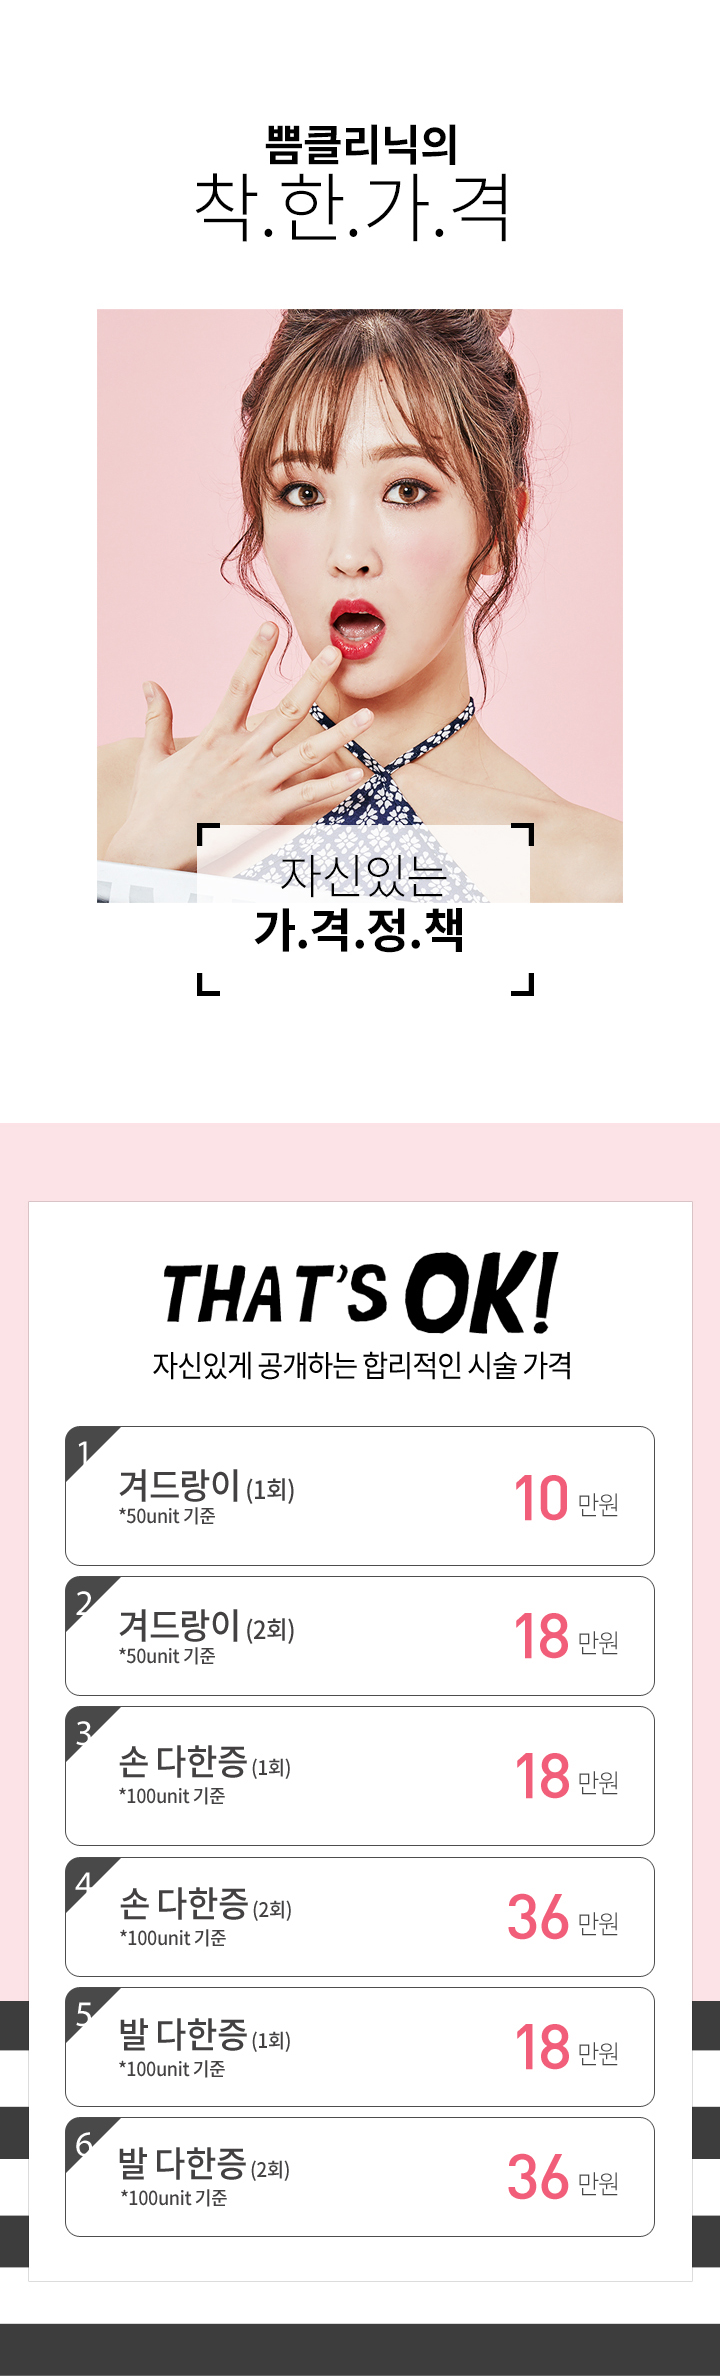 쁨클리닉의
착.한.가.격
자신있는
가.격.정.책
THAT'S OK!
자신있게 공개하는 합리적인 시술 가격
1
겨드랑이 (1회)
*50unit 기준
10 만원
2
겨드랑이 (2회)
*50unit 기준
18 만원
3
손 다한증 (1회)
*100unit 기준
18 만원
4
손 다한증 (2회)
*100unit 기준
36 만원
5
발 다한증 (1회)
*100unit 기준
18 만원
6
발 다한증 (2회)
*100unit 기준
36 만원